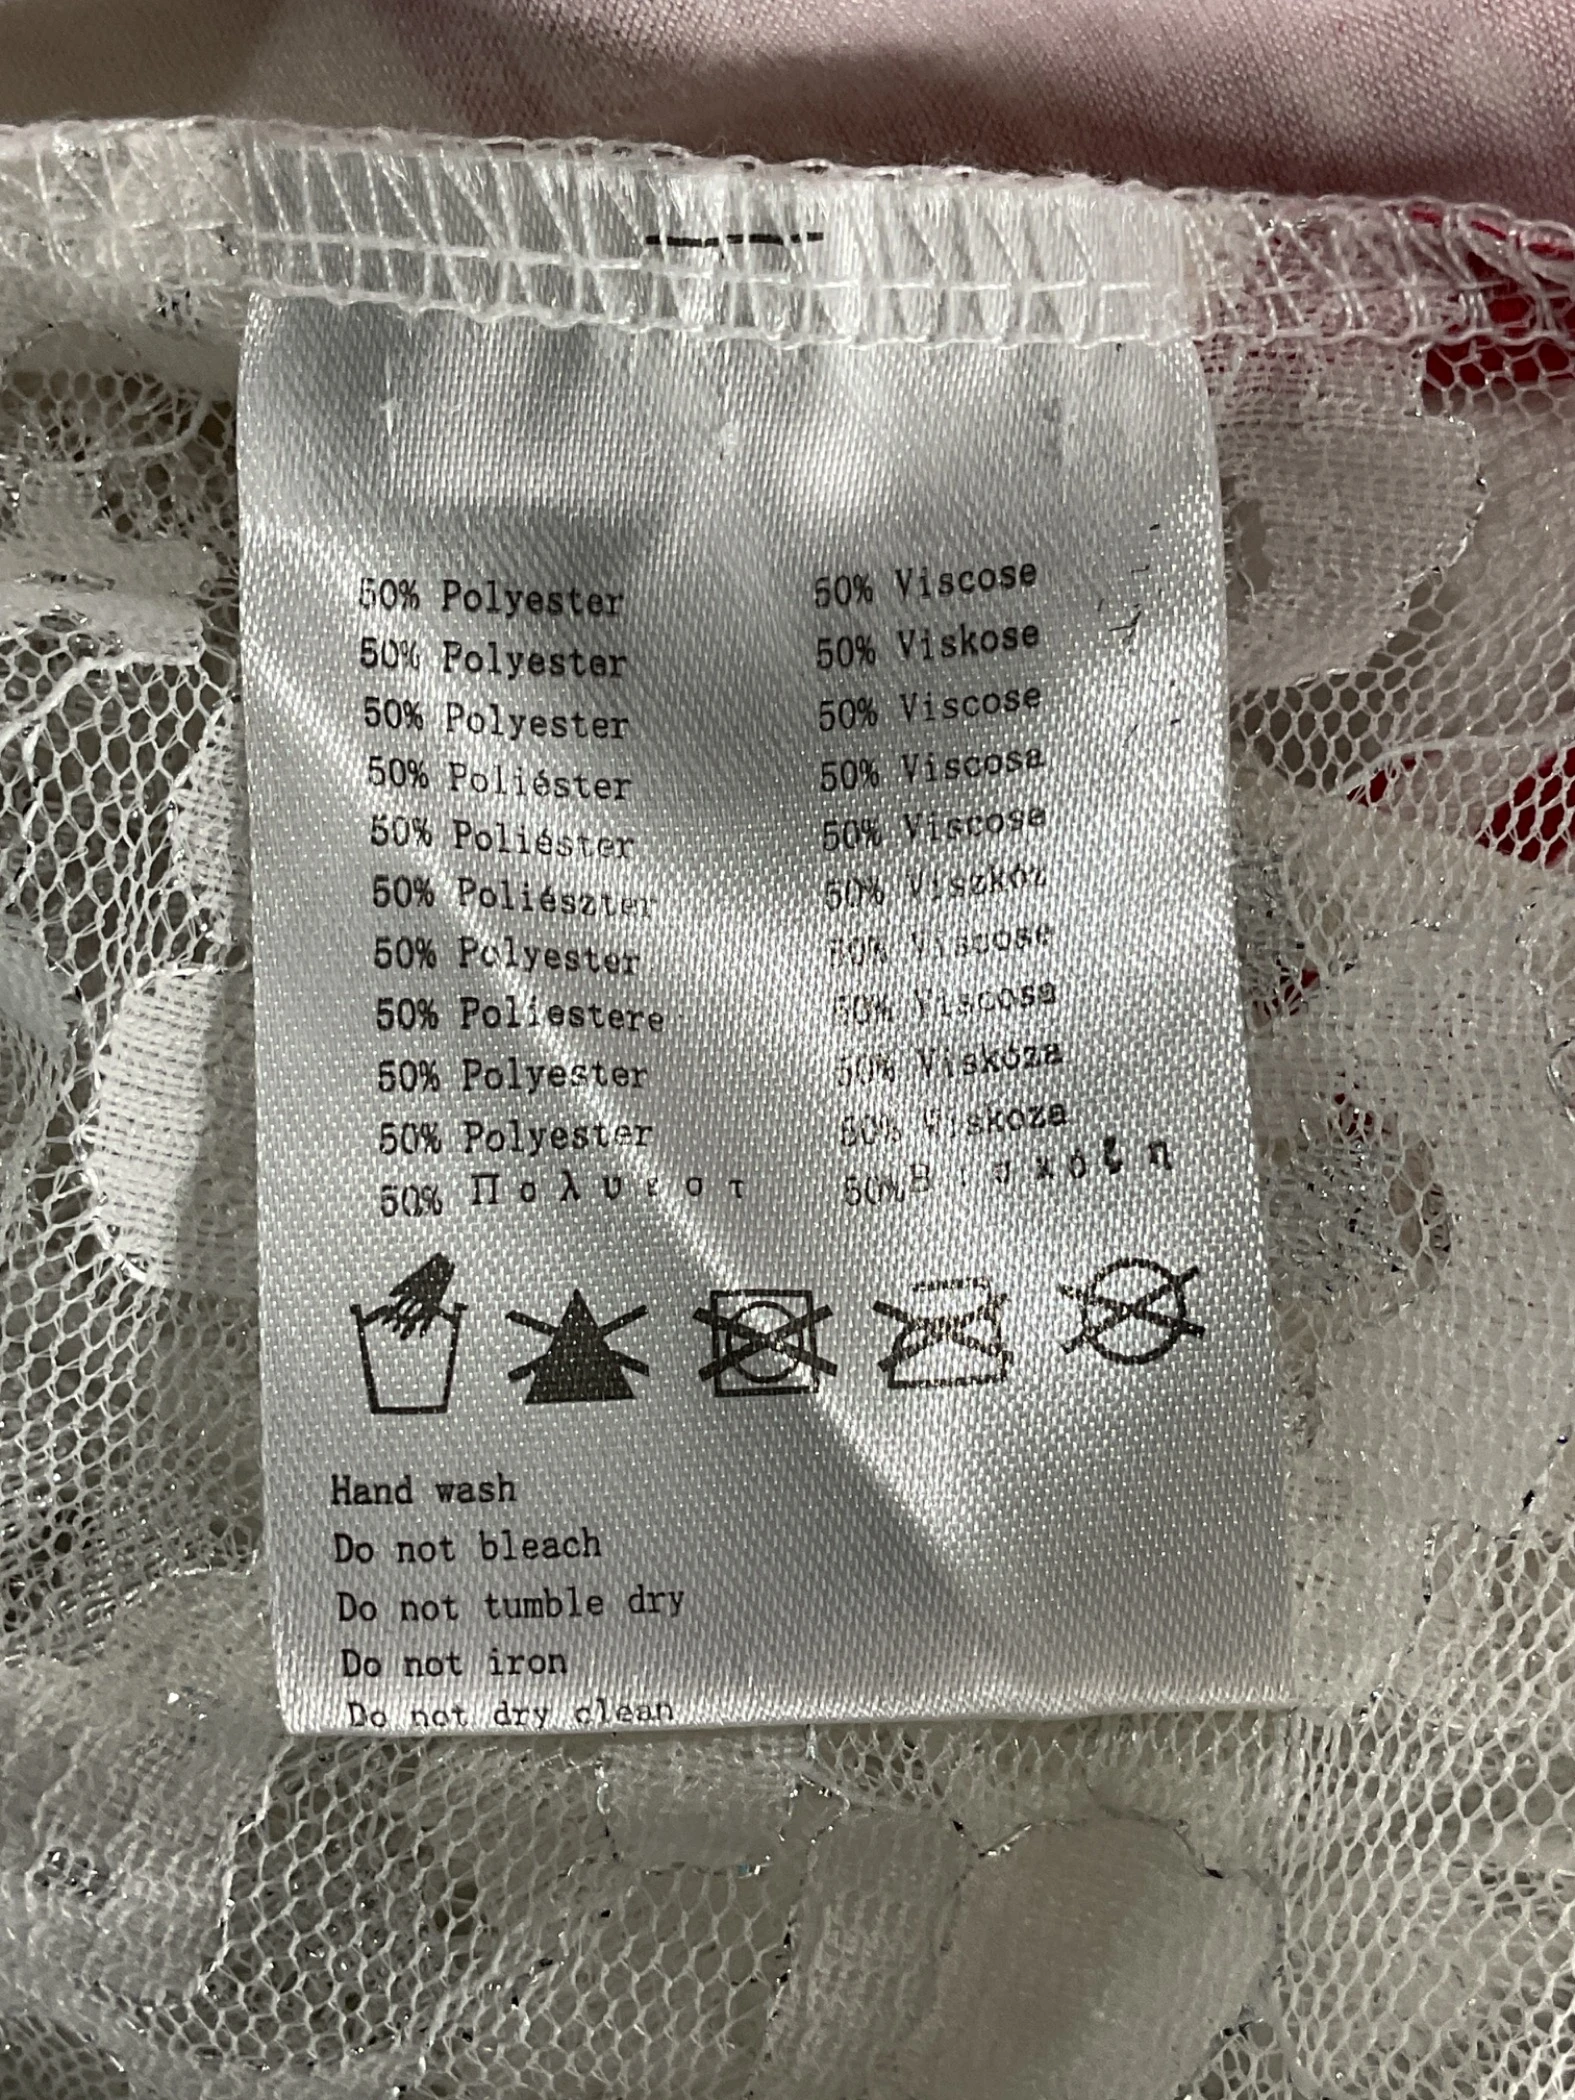 50% Polyester 50% Viscose
50% Polyester 50% Viskose
50% Polyester 50% Viscose
50% Poliéster 50% Viscosa
50% Poliéster 50% Viscose
50% Poliészter 50% Viszkóz
50% Polyester 50% Viscose
50% Poliestere 50% Viscosa
50% Polyester 50% Viskóza
50% Polyester 50% Viskoza
50% Πολυεστ 50% Βισκόζη
Hand wash
Do not bleach
Do not tumble dry
Do not iron
Do not dry clean